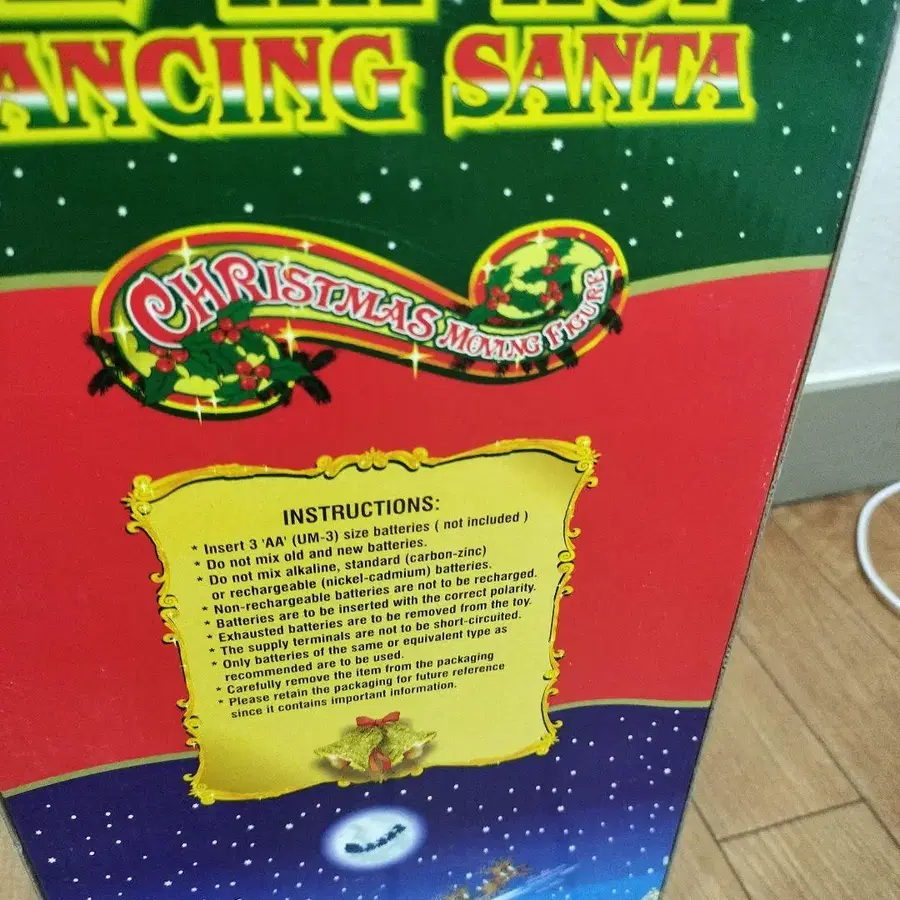 ANCING SANTA
CHRISTMAS MOVING FIGURE
INSTRUCTIONS:
* Insert 3 'AA' (UM-3) size batteries ( not included )
* Do not mix old and new batteries.
* Do not mix alkaline, standard (carbon-zinc)
or rechargeable (nickel-cadmium) batteries.
* Non-rechargeable batteries are not to be recharged.
* Batteries are to be inserted with the correct polarity.
* Exhausted batteries are to be removed from the toy.
* The supply terminals are not to be short-circuited.
* Only batteries of the same or equivalent type as
recommended are to be used.
* Carefully remove the item from the packaging
* Please retain the packaging for future reference
since it contains important information.